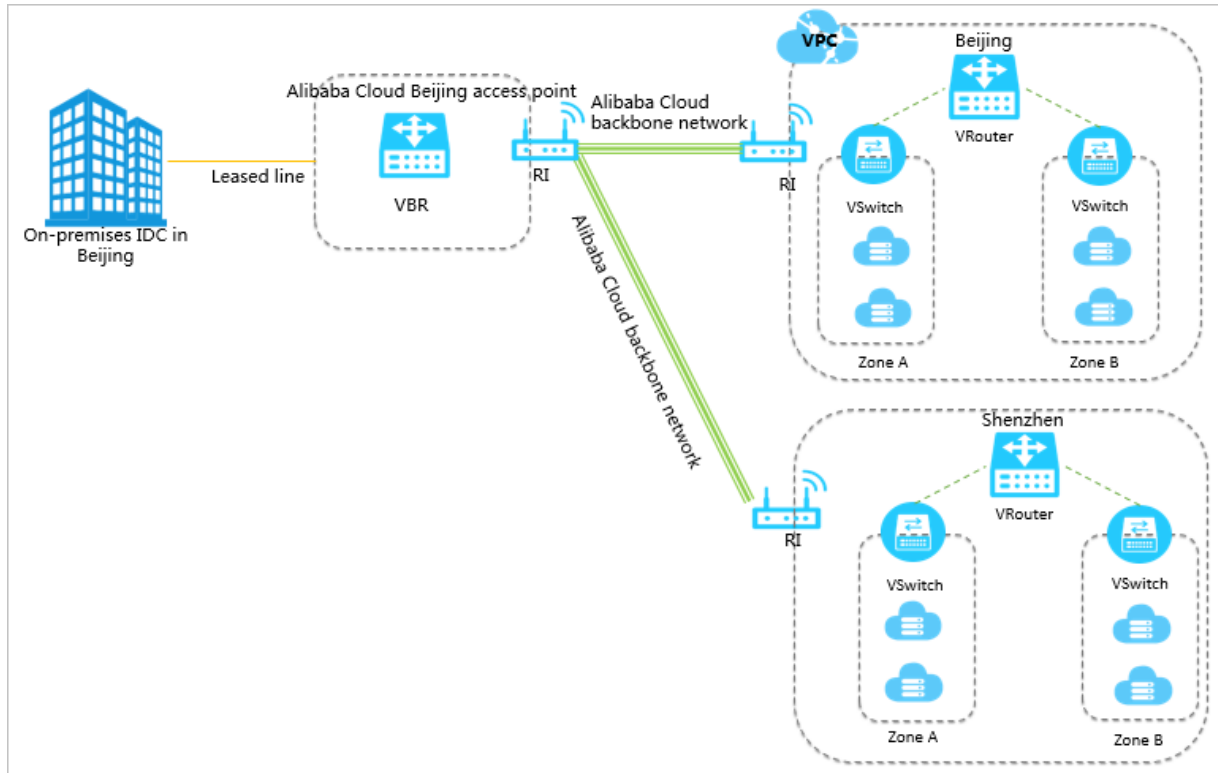 VPC
Beijing
VRouter
VSwitch
VSwitch
Zone A
Zone B
Alibaba Cloud Beijing access point
VBR
RI
Alibaba Cloud
backbone network
RI
Leased line
On-premises IDC in
Beijing
Alibaba Cloud backbone network
Shenzhen
VRouter
RI
VSwitch
VSwitch
Zone A
Zone B